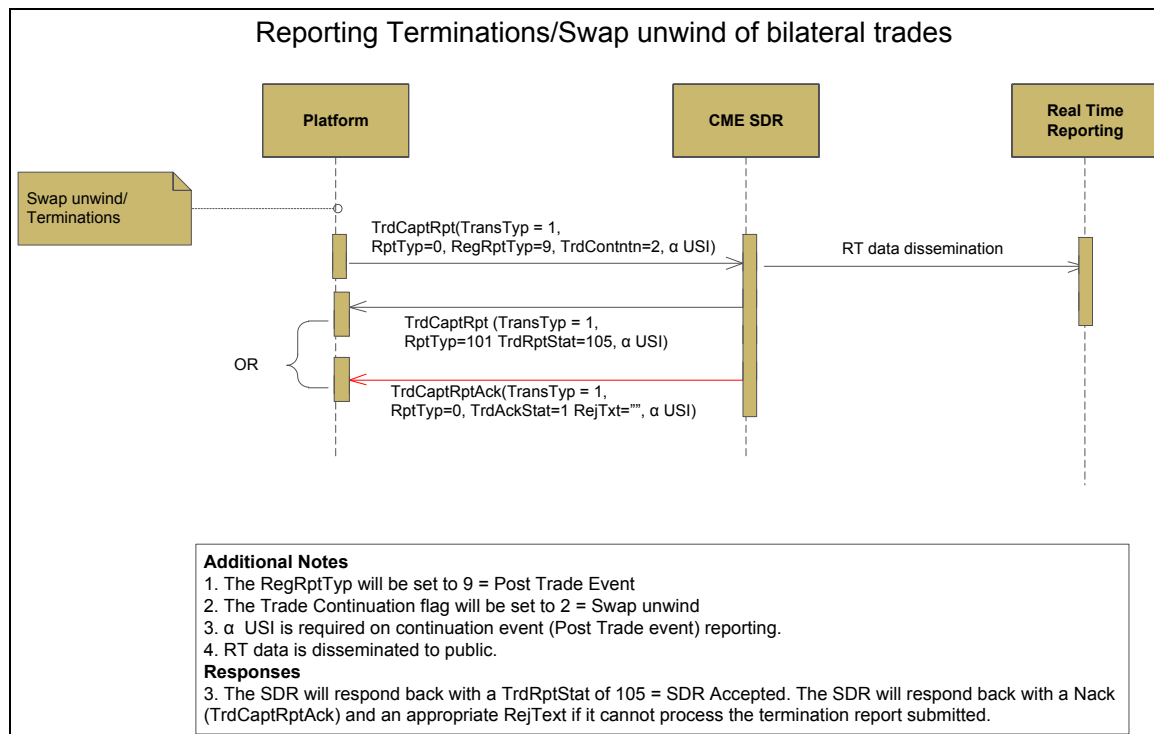 Reporting Terminations/Swap unwind of bilateral trades
Platform
CME SDR
Real Time
Reporting
Swap unwind/
Terminations
TrdCaptRpt(TransTyp = 1,
RptTyp=0, RegRptTyp=9, TrdContntn=2, α USI)
RT data dissemination
TrdCaptRpt (TransTyp = 1,
RptTyp=101 TrdRptStat=105, α USI)
OR
TrdCaptRptAck(TransTyp = 1,
RptTyp=0, TrdAckStat=1 RejTxt=””, α USI)
Additional Notes
1. The RegRptTyp will be set to 9 = Post Trade Event
2. The Trade Continuation flag will be set to 2 = Swap unwind
3. α  USI is required on continuation event (Post Trade event) reporting.
4. RT data is disseminated to public.
Responses
3. The SDR will respond back with a TrdRptStat of 105 = SDR Accepted. The SDR will respond back with a Nack
(TrdCaptRptAck) and an appropriate RejText if it cannot process the termination report submitted.